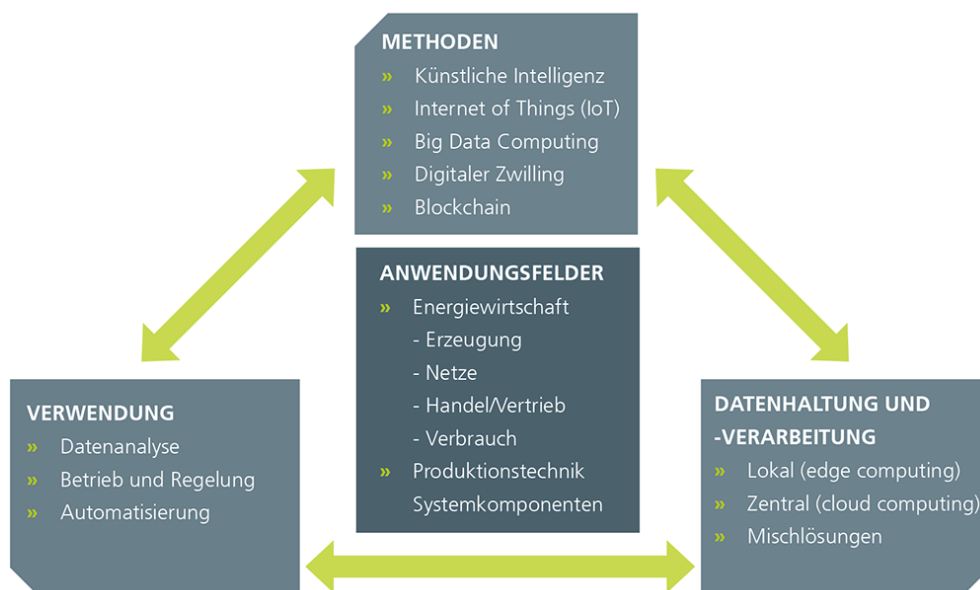 METHODEN
» Künstliche Intelligenz
» Internet of Things (IoT)
» Big Data Computing
» Digitaler Zwilling
» Blockchain
ANWENDUNGSFELDER
» Energiewirtschaft
- Erzeugung
- Netze
- Handel/Vertrieb
- Verbrauch
» Produktionstechnik
Systemkomponenten
VERWENDUNG
» Datenanalyse
» Betrieb und Regelung
» Automatisierung
DATENHALTUNG UND
-VERARBEITUNG
» Lokal (edge computing)
» Zentral (cloud computing)
» Mischlösungen